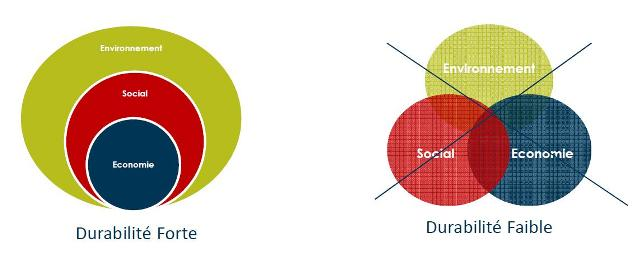 Environnement
Social
Economie
Durabilité Forte
Environnement
Social
Economie
Durabilité Faible